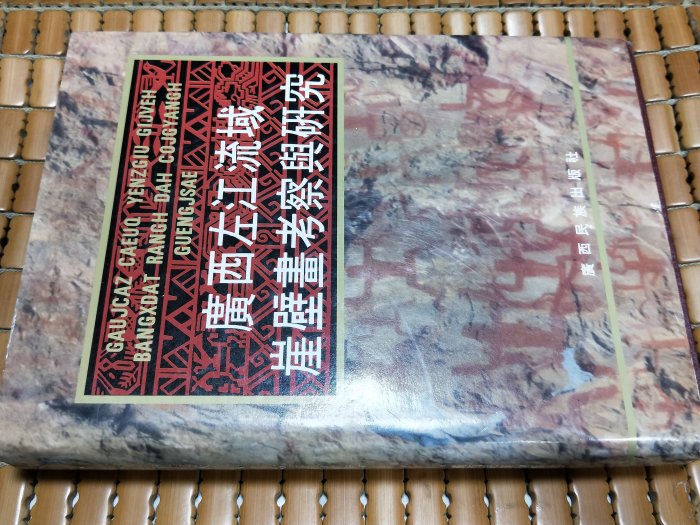 GAUJCAZ CAEUQ YENZGIU GIJVEH
BANGXDAT RANGH DAH COJGYANGH
GUENGJSAE
廣西左江流域
崖壁畫考察與研究
廣西民族出版社